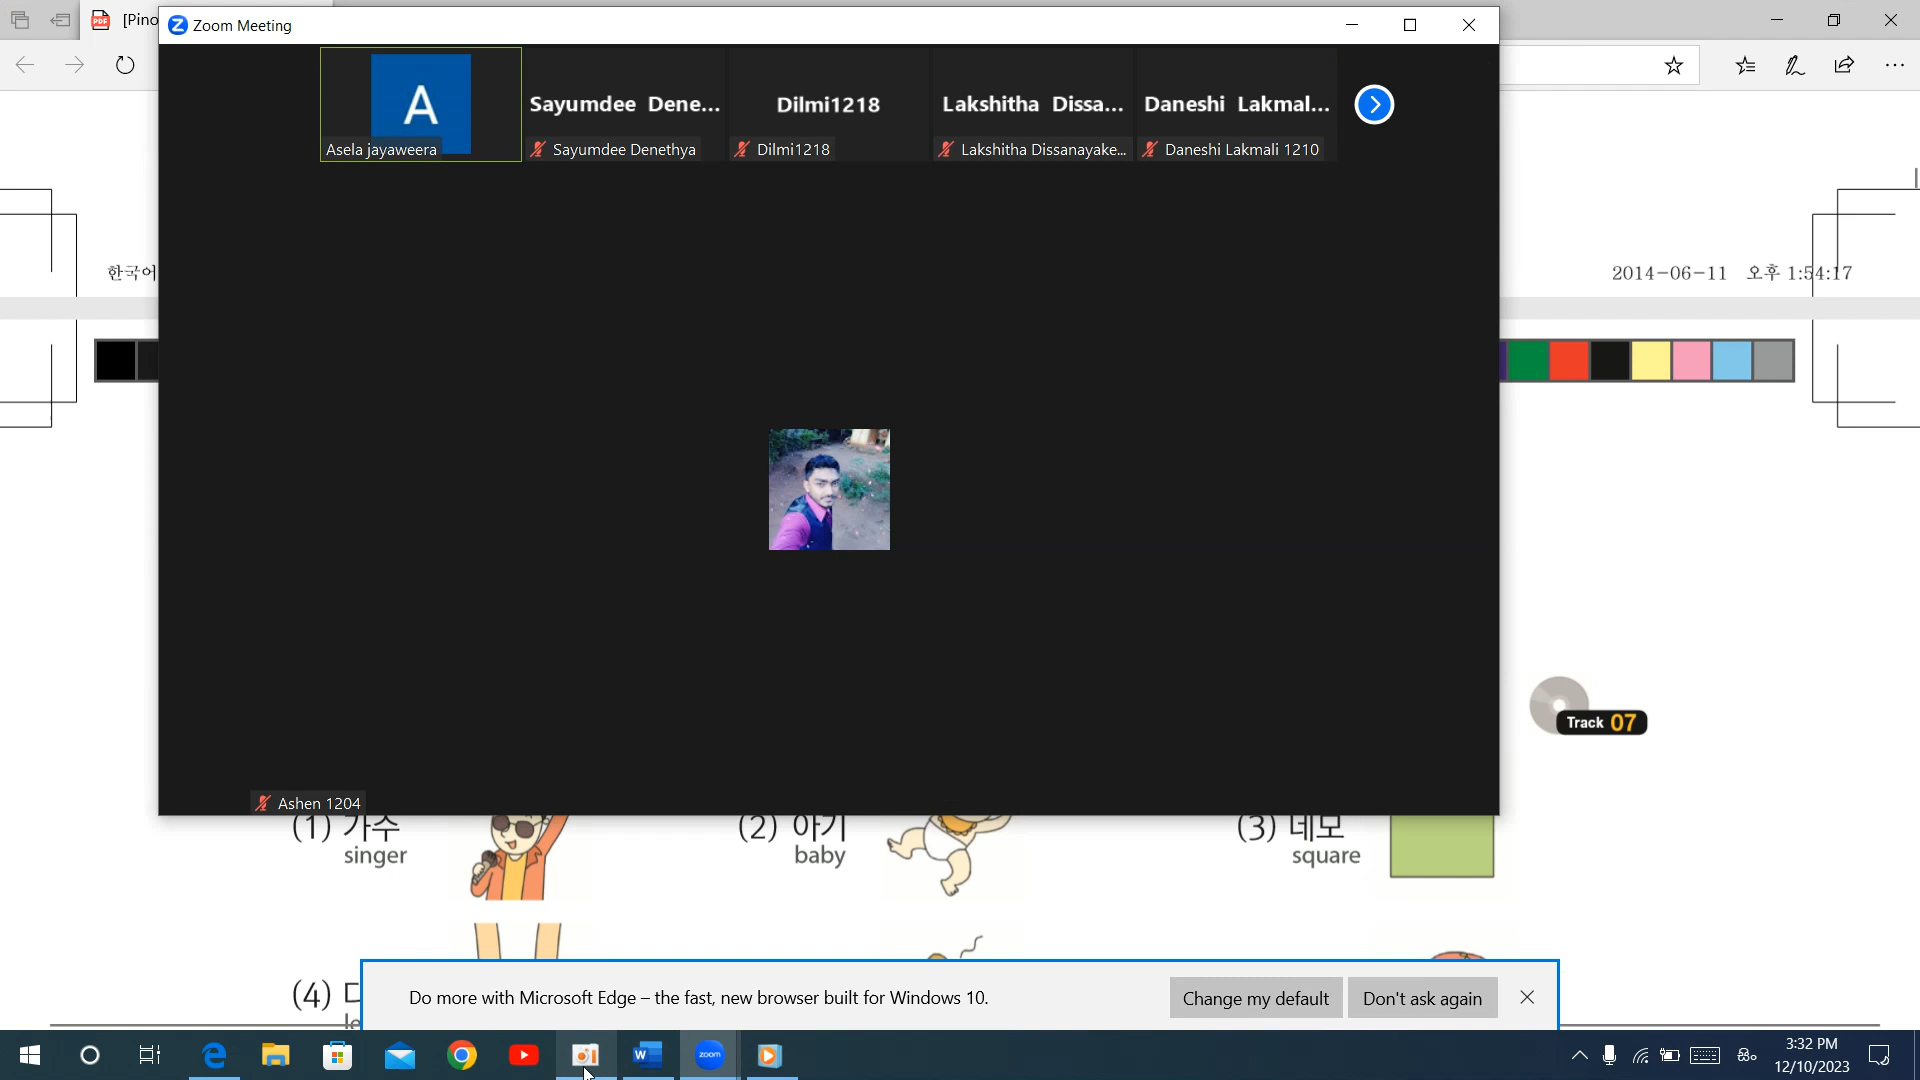 [Pino
Zoom Meeting
A
Asela jayaweera
Sayumdee Dene...
Sayumdee Denethya
Dilmi1218
Dilmi1218
Lakshitha Dissa...
Lakshitha Dissanayake...
Daneshi Lakmal...
Daneshi Lakmali 1210
한국어
2014-06-11 오후 1:54:17
Track 07
Ashen 1204
(1) 가수
singer
(2) 아기
baby
(3) 네모
square
(4)
Do more with Microsoft Edge – the fast, new browser built for Windows 10.
Change my default
Don't ask again
zoom
3:32 PM
12/10/2023